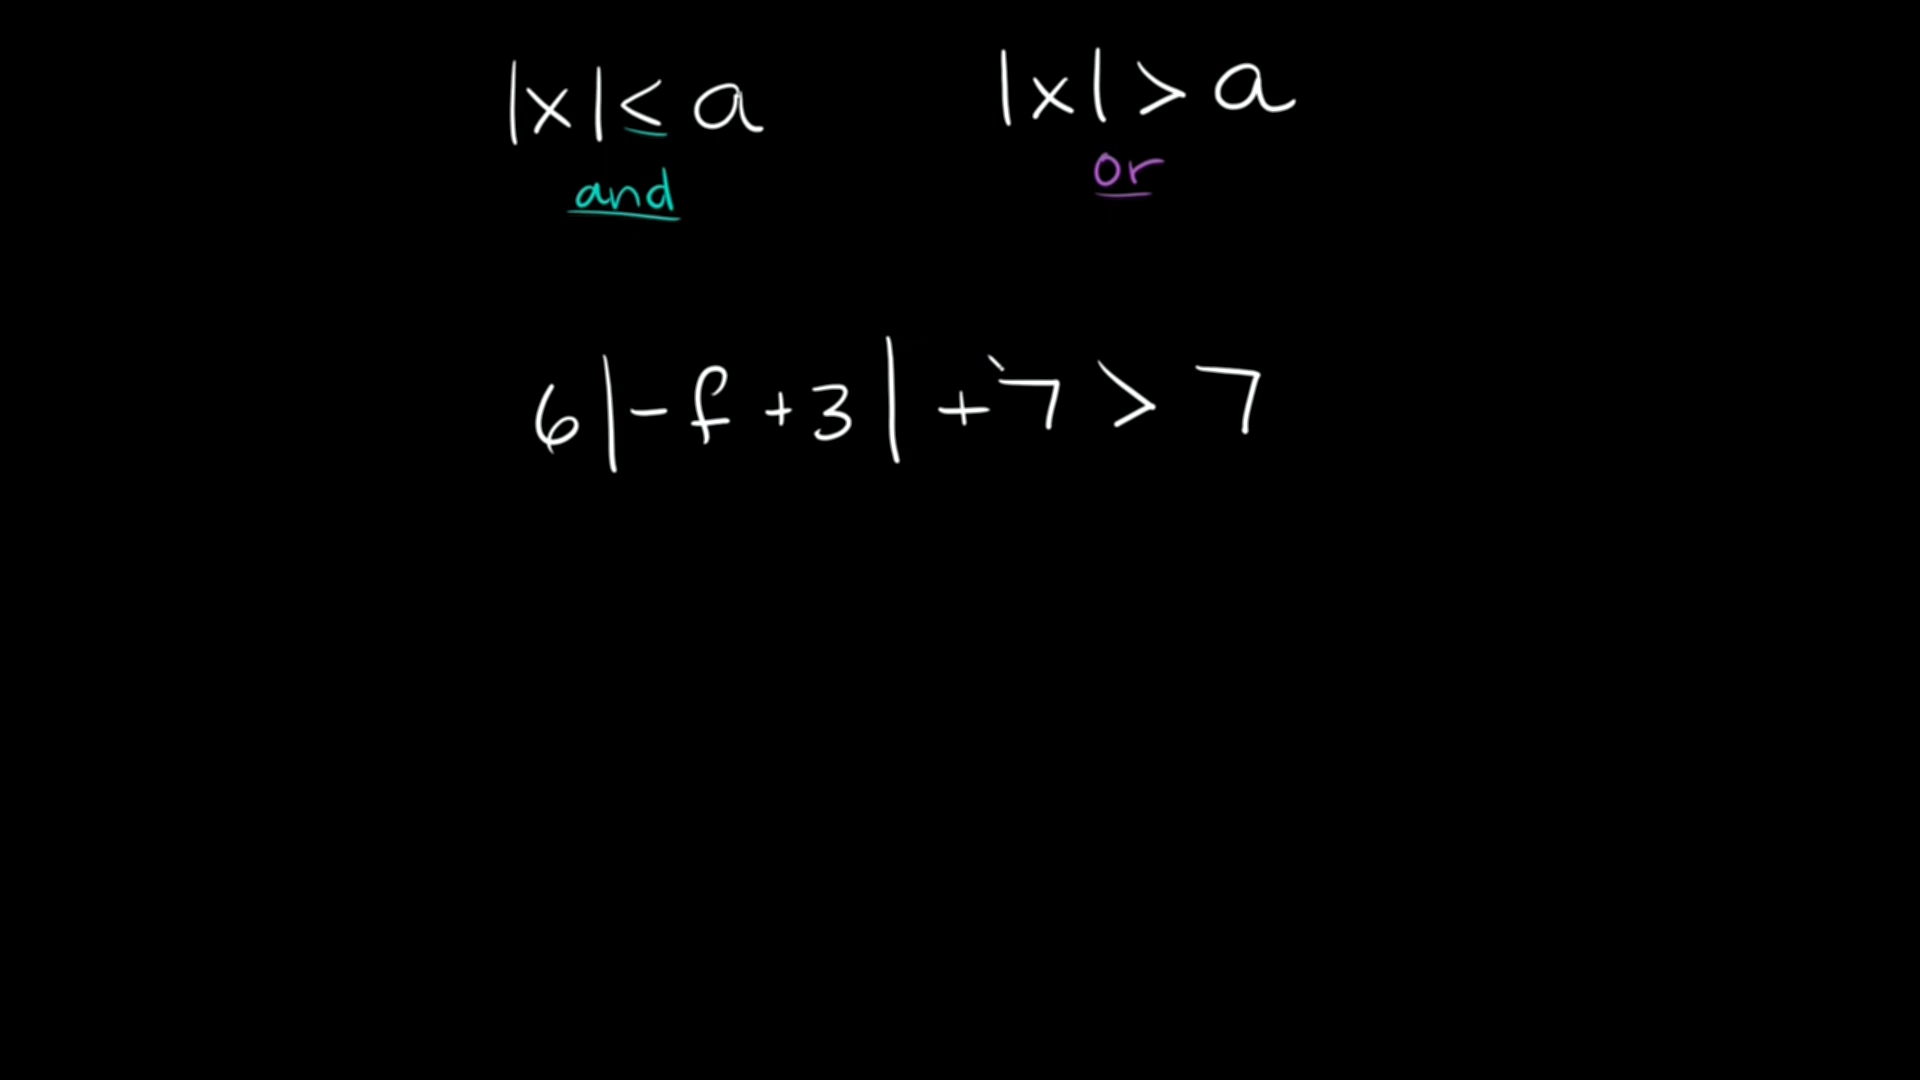 |x| ≤ a |x| > a
and or
6|-f+3| +7 > 7